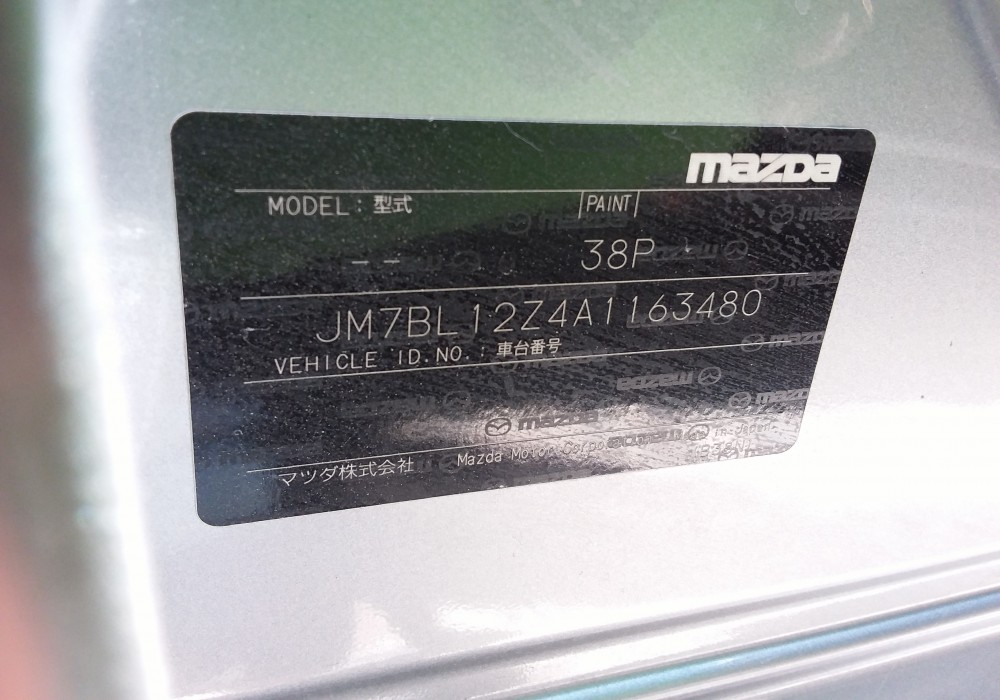 mazda
MODEL : 型式 PAINT
-- 38P
JM7BL12Z4A1163480
VEHICLE ID.NO. : 車台番号
mazda
マツダ株式会社 Mazda Motor Corpo